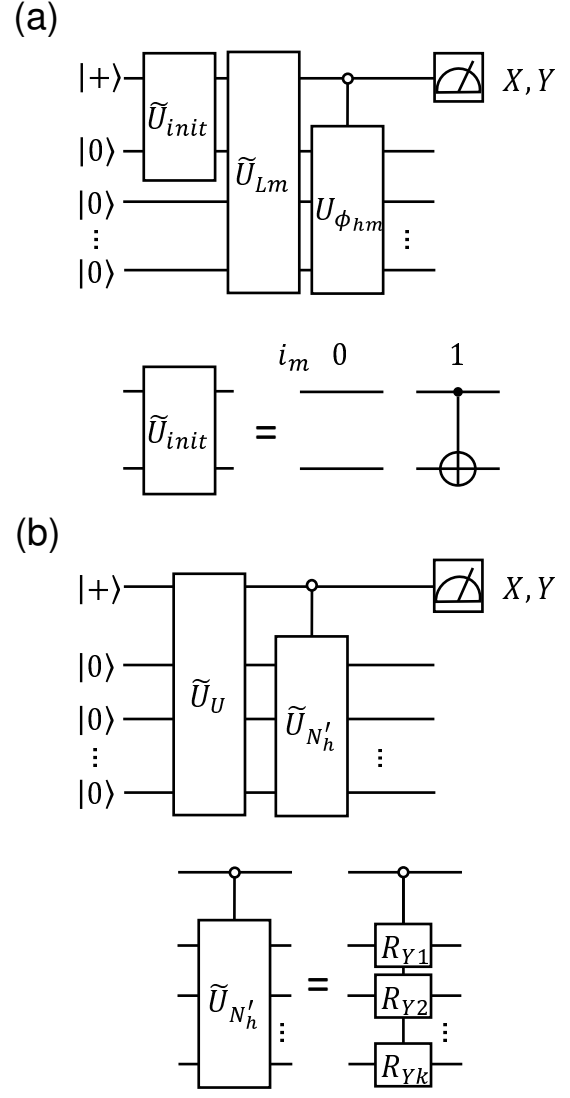 (a)
|+⟩ X, Y
Ũ_init
|0⟩ Ũ_Lm
|0⟩ U_ϕ_hm
⋮ ⋮
|0⟩
i_m 0 1
Ũ_init =
(b)
|+⟩ X, Y
|0⟩
Ũ_U Ũ_N'_h
|0⟩
⋮ ⋮
|0⟩
R_Y1
Ũ_N'_h = R_Y2
⋮ ⋮
R_Yk